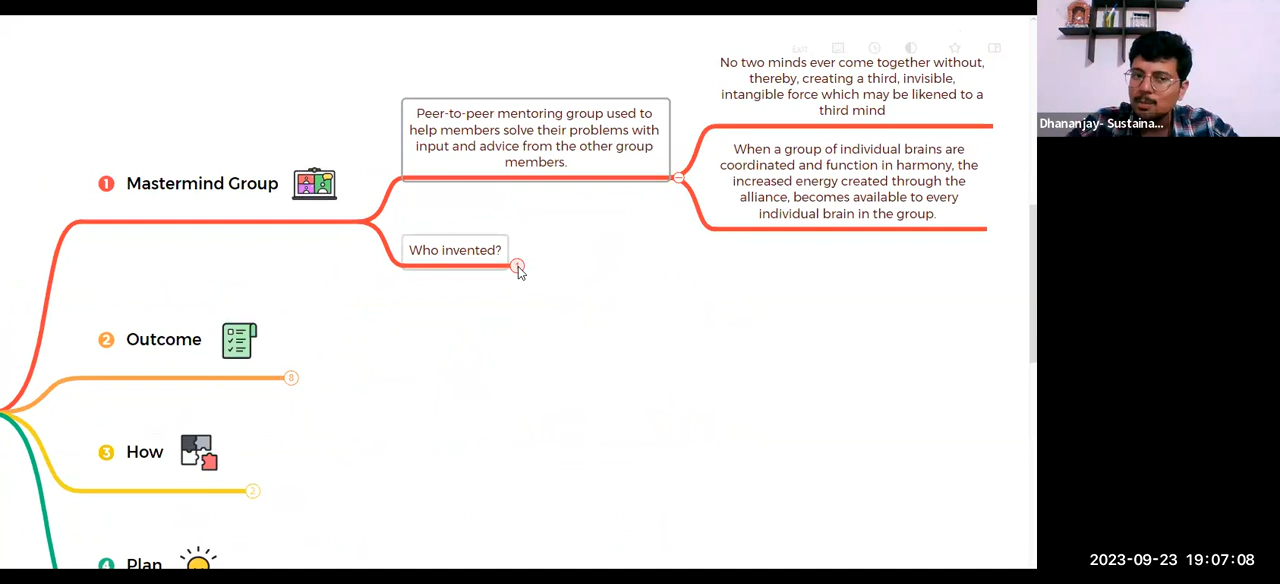 Exit
No two minds ever come together without,
thereby, creating a third, invisible,
intangible force which may be likened to a
third mind
Peer-to-peer mentoring group used to
help members solve their problems with
input and advice from the other group
members.
When a group of individual brains are
coordinated and function in harmony, the
increased energy created through the
alliance, becomes available to every
individual brain in the group.
1 Mastermind Group
Who invented?
2 Outcome
8
3 How
2
4 Plan
Dhananjay- Sustaina...
2023-09-23 19:07:08